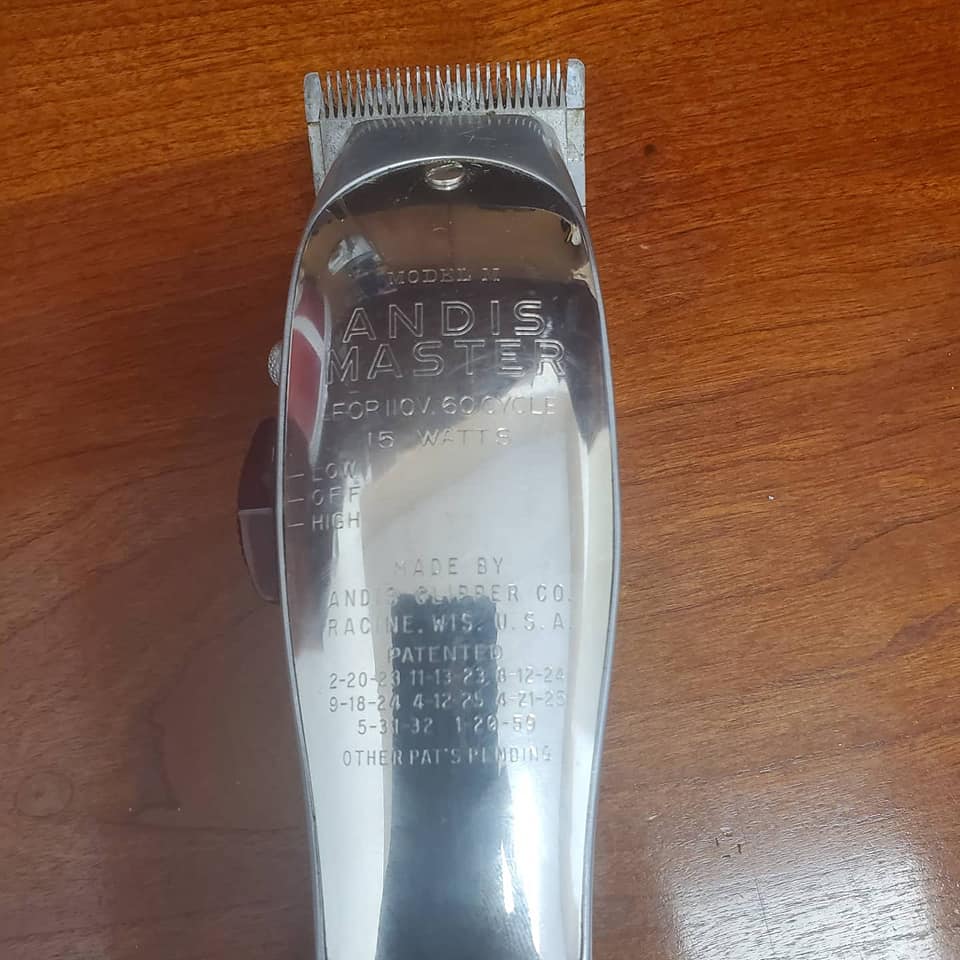 MODEL M
ANDIS
MASTER
FOR 110V. 60 CYCLE
15 WATTS
LOW
OFF
HIGH
MADE BY
ANDIS CLIPPER CO.
RACINE, WIS. U.S.A.
PATENTED
2-20-23 11-13-23 8-12-24
9-18-24 4-12-25 4-21-25
5-31-32 1-20-59
OTHER PAT'S PENDING